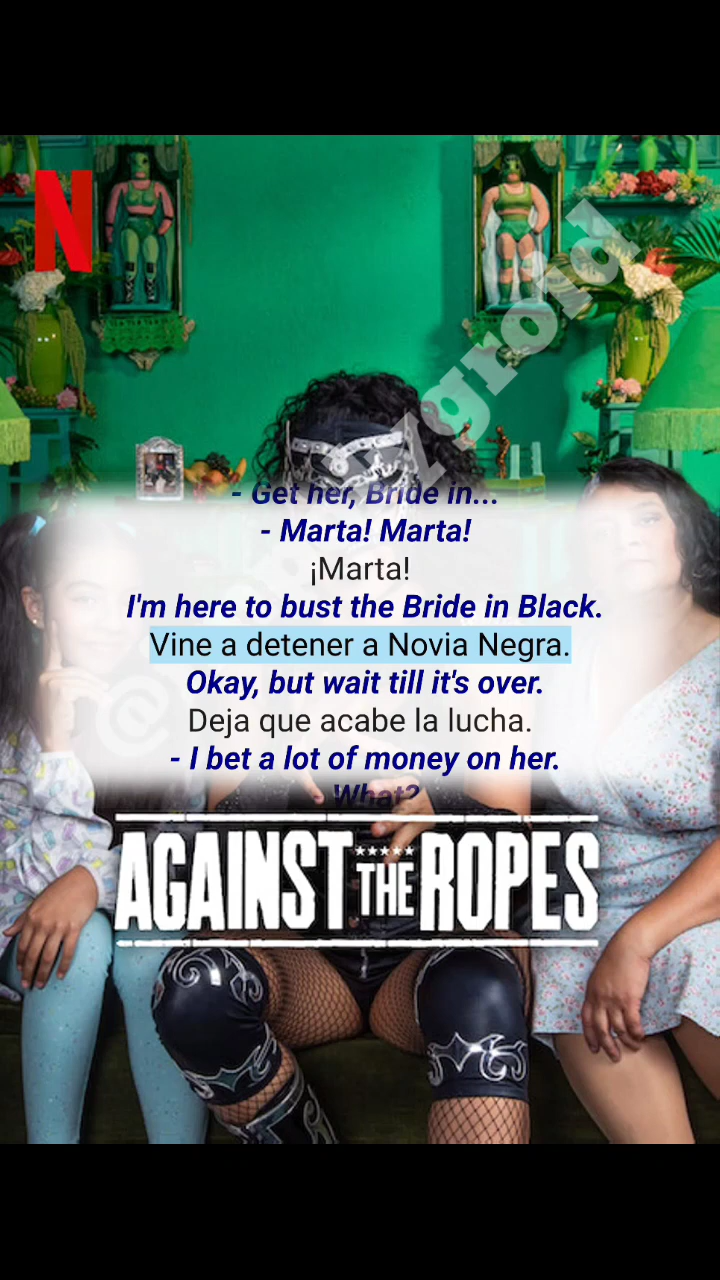 N
- Get her, Bride in...
- Marta! Marta!
¡Marta!
I'm here to bust the Bride in Black.
Vine a detener a Novia Negra.
Okay, but wait till it's over.
Deja que acabe la lucha.
- I bet a lot of money on her.
What?
AGAINST THE ROPES